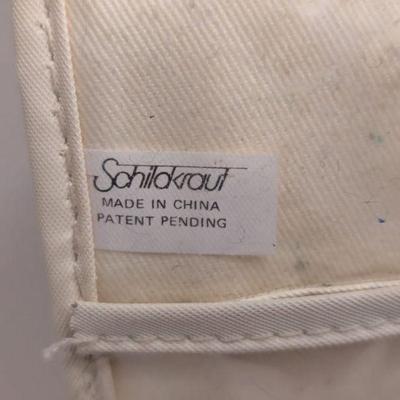 Schildkraut
MADE IN CHINA
PATENT PENDING